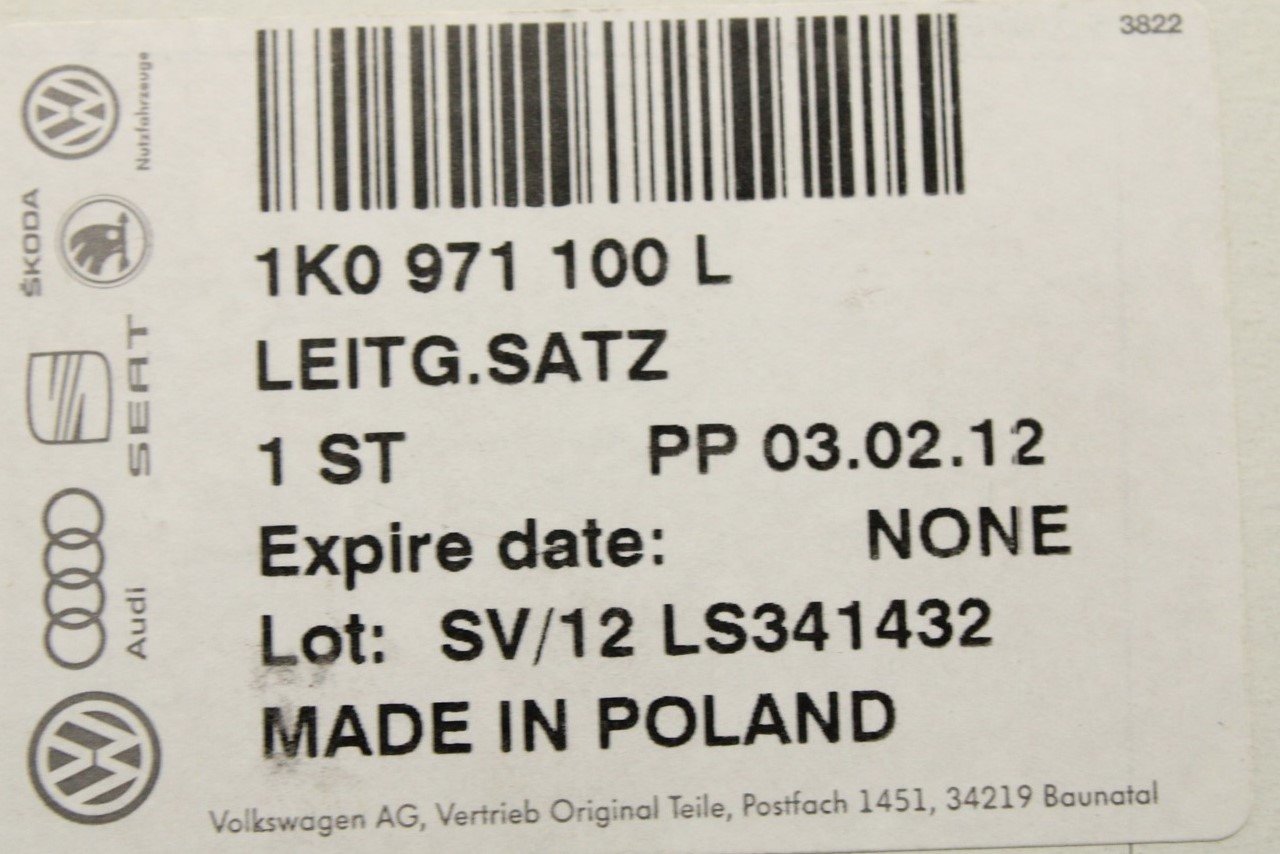 3822
Nutzfahrzeuge
ŠKODA
SEAT
Audi
1K0 971 100 L
LEITG.SATZ
1 ST PP 03.02.12
Expire date: NONE
Lot: SV/12 LS341432
MADE IN POLAND
Volkswagen AG, Vertrieb Original Teile, Postfach 1451, 34219 Baunatal